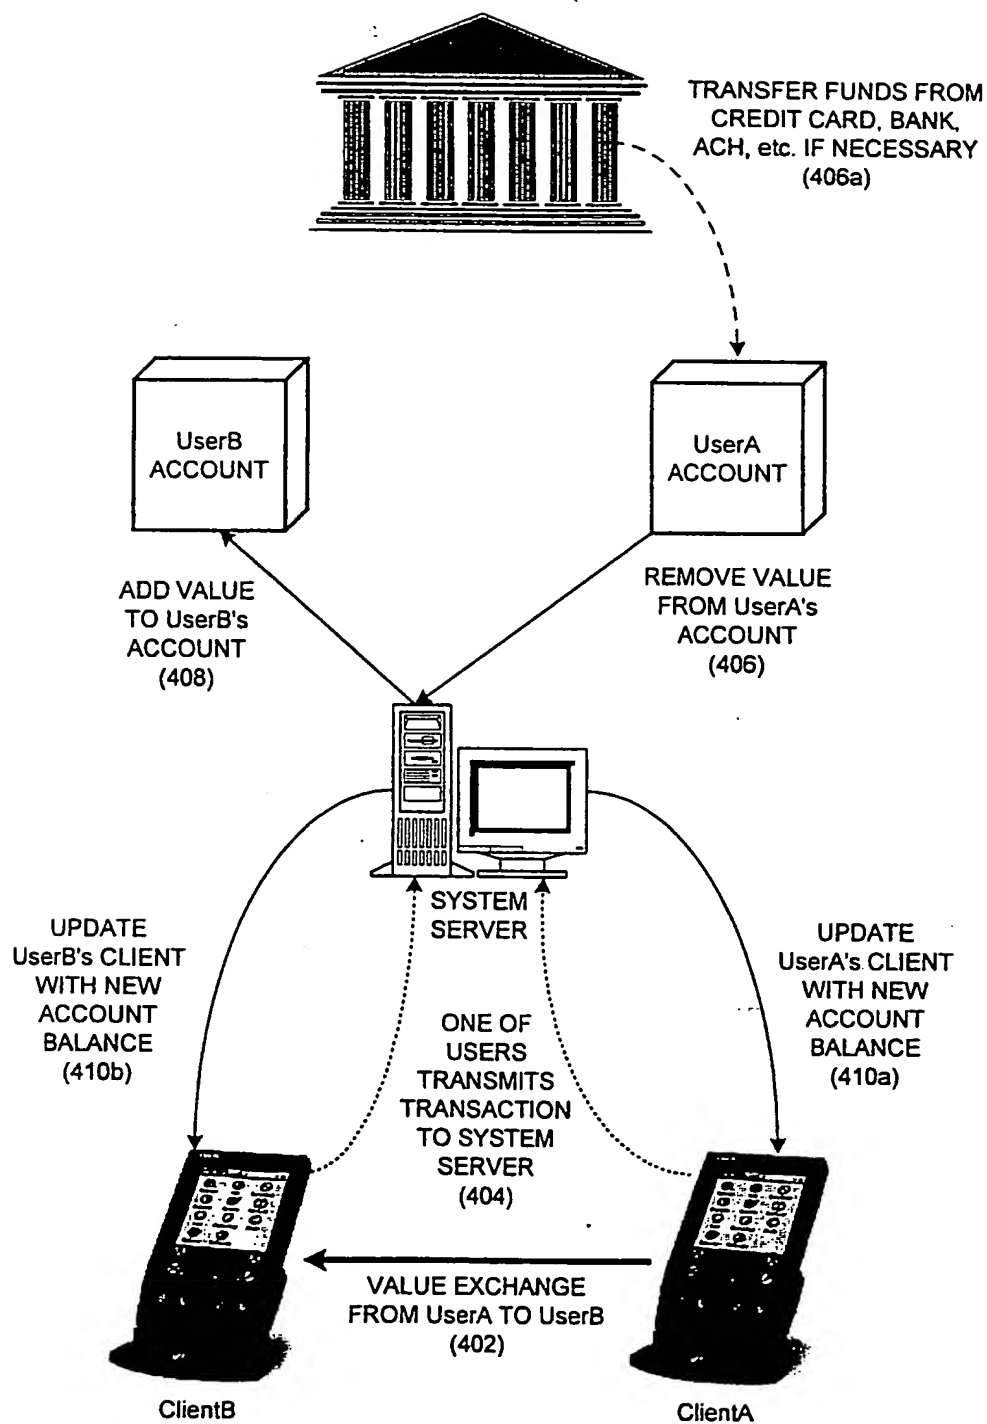 TRANSFER FUNDS FROM
CREDIT CARD, BANK,
ACH, etc. IF NECESSARY
(406a)
UserB
ACCOUNT
UserA
ACCOUNT
ADD VALUE
TO UserB's
ACCOUNT
(408)
REMOVE VALUE
FROM UserA's
ACCOUNT
(406)
SYSTEM
SERVER
UPDATE
UserB's CLIENT
WITH NEW
ACCOUNT
BALANCE
(410b)
ONE OF
USERS
TRANSMITS
TRANSACTION
TO SYSTEM
SERVER
(404)
UPDATE
UserA's CLIENT
WITH NEW
ACCOUNT
BALANCE
(410a)
VALUE EXCHANGE
FROM UserA TO UserB
(402)
ClientB
ClientA